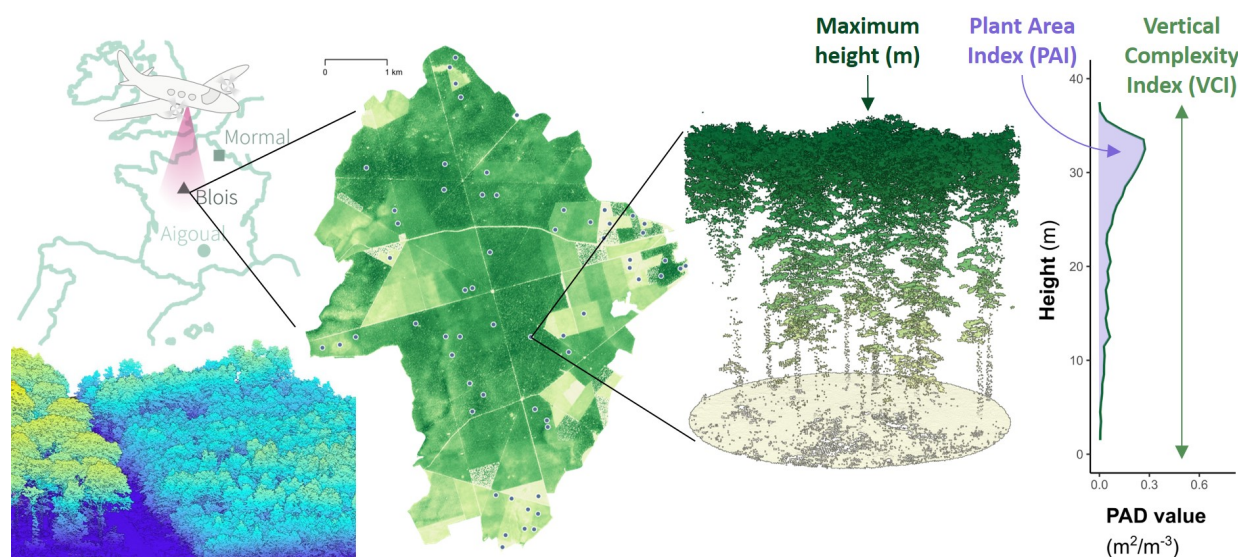 Mormal
Blois
Aigoual
0
1 km
Maximum
height (m)
Plant Area
Index (PAI)
Vertical
Complexity
Index (VCI)
Height (m)
40
30
20
10
0
0.0
0.3
0.6
PAD value
(m²/m⁻³)